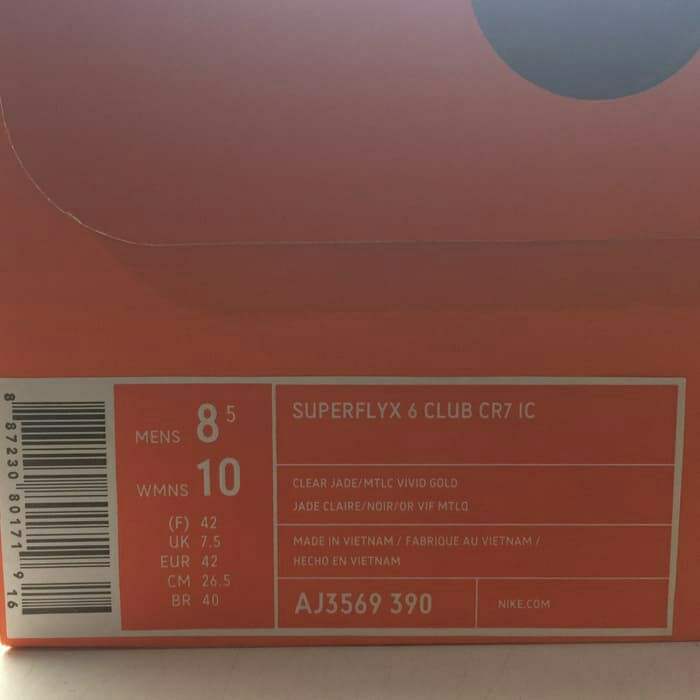 8 87230 80171 9 16
MENS 8 5
WMNS 10
(F) 42
UK 7.5
EUR 42
CM 26.5
BR 40
SUPERFLYX 6 CLUB CR7 IC
CLEAR JADE/MTLC VIVID GOLD
JADE CLAIRE/NOIR/OR VIF MTLQ
MADE IN VIETNAM / FABRIQUE AU VIETNAM /
HECHO EN VIETNAM
AJ3569 390
NIKE.COM